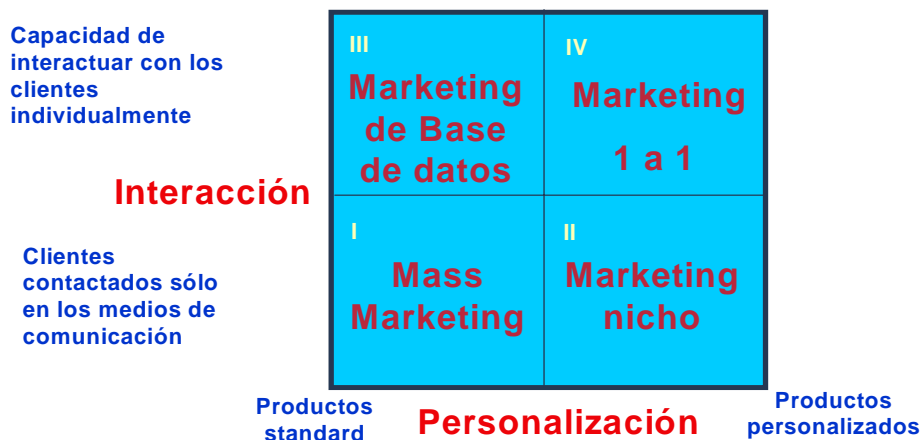 Capacidad de
interactuar con los
clientes
individualmente
III
Marketing
de Base
de datos
IV
Marketing
1 a 1
Interacción
Clientes
contactados sólo
en los medios de
comunicación
I
Mass
Marketing
II
Marketing
nicho
Productos
standard
Personalización
Productos
personalizados